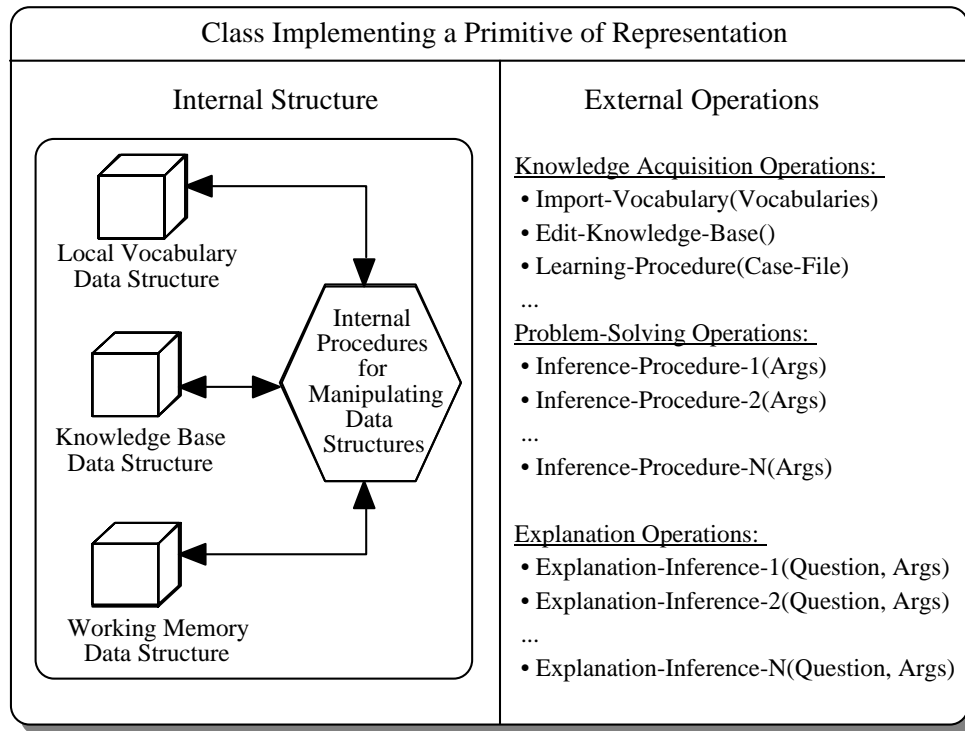 Class Implementing a Primitive of Representation
Internal Structure
Local Vocabulary
Data Structure
Knowledge Base
Data Structure
Working Memory
Data Structure
Internal
Procedures
for
Manipulating
Data
Structures
External Operations
Knowledge Acquisition Operations:
• Import-Vocabulary(Vocabularies)
• Edit-Knowledge-Base()
• Learning-Procedure(Case-File)
...
Problem-Solving Operations:
• Inference-Procedure-1(Args)
• Inference-Procedure-2(Args)
...
• Inference-Procedure-N(Args)
Explanation Operations:
• Explanation-Inference-1(Question, Args)
• Explanation-Inference-2(Question, Args)
...
• Explanation-Inference-N(Question, Args)